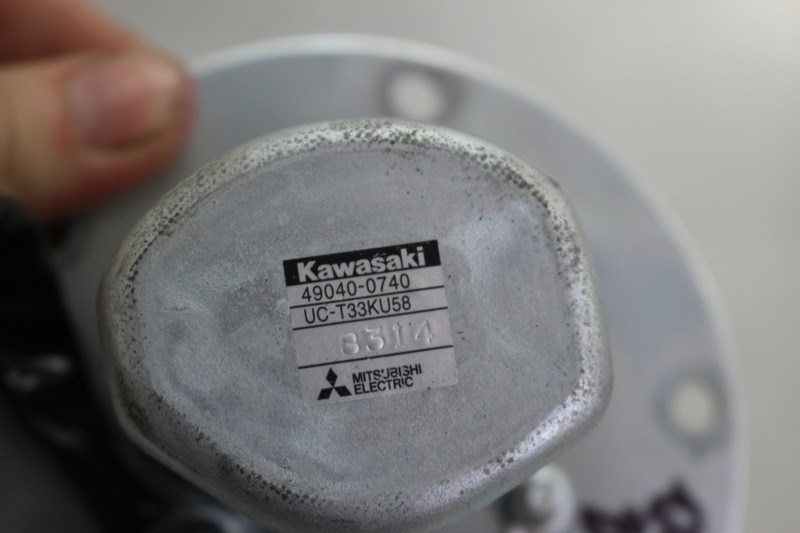 Kawasaki
49040-0740
UC-T33KU58
8314
MITSUBISHI
ELECTRIC